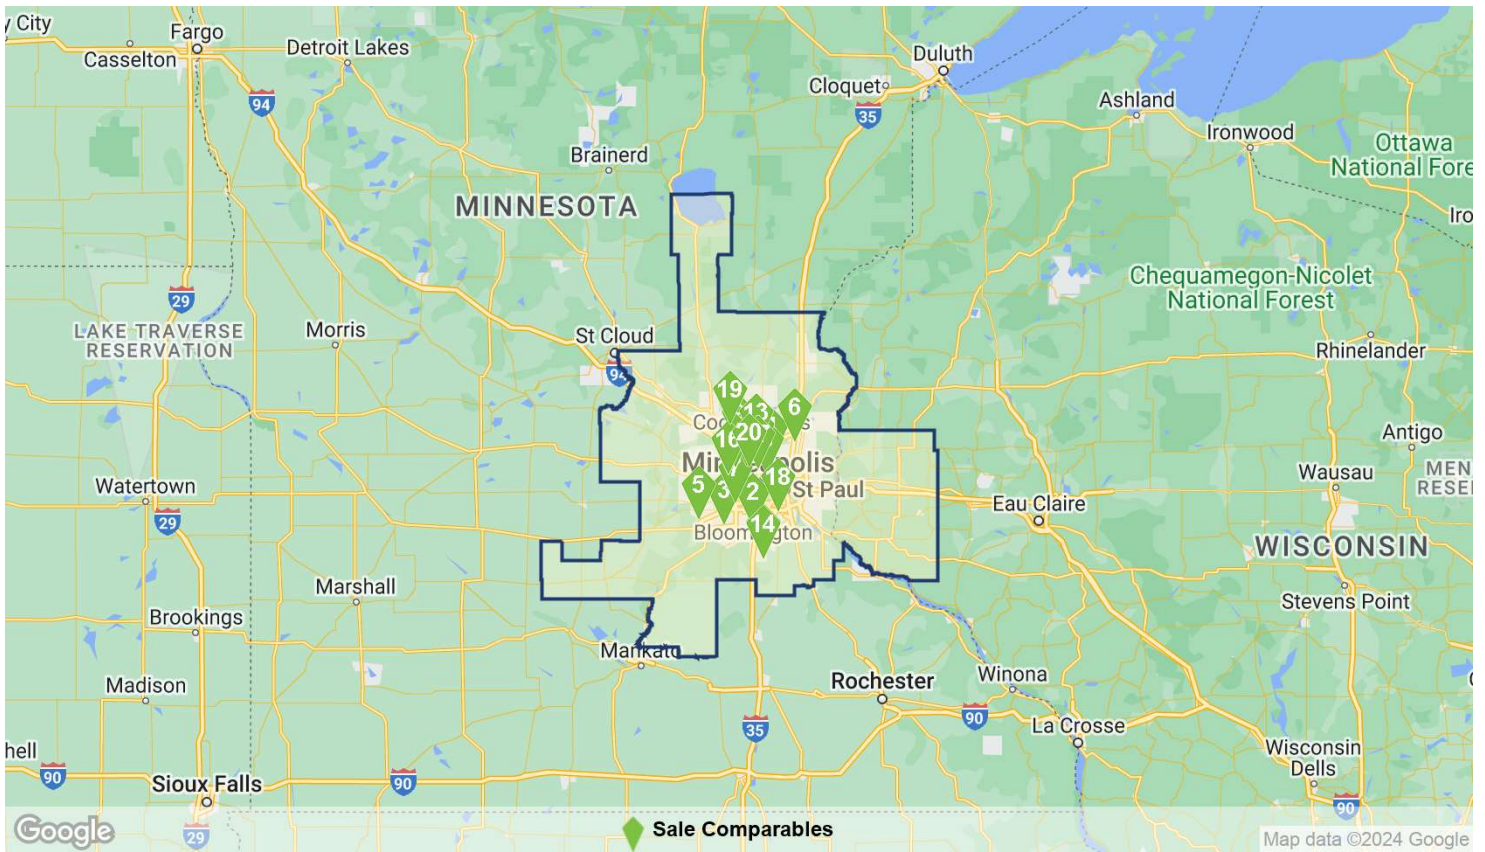 y City
Fargo
Casselton
Detroit Lakes
94
Duluth
Cloquet
35
Ashland
Ironwood
Ottawa
National Fore
Brainerd
MINNESOTA
Iro
Chequamegon-Nicolet
National Forest
29
LAKE TRAVERSE
RESERVATION
Morris
St Cloud
94
Rhinelander
19
13
6
20
16
Minneapolis
5
3
2
18
St Paul
14
Bloomington
Watertown
29
Antigo
Wausau
MEN
RESE
Eau Claire
WISCONSIN
Marshall
Brookings
Stevens Point
Mankato
Madison
Rochester
Winona
90
35
La Crosse
hell
90
Sioux Falls
90
Wisconsin
Dells
90
29
Google
Sale Comparables
Map data ©2024 Google